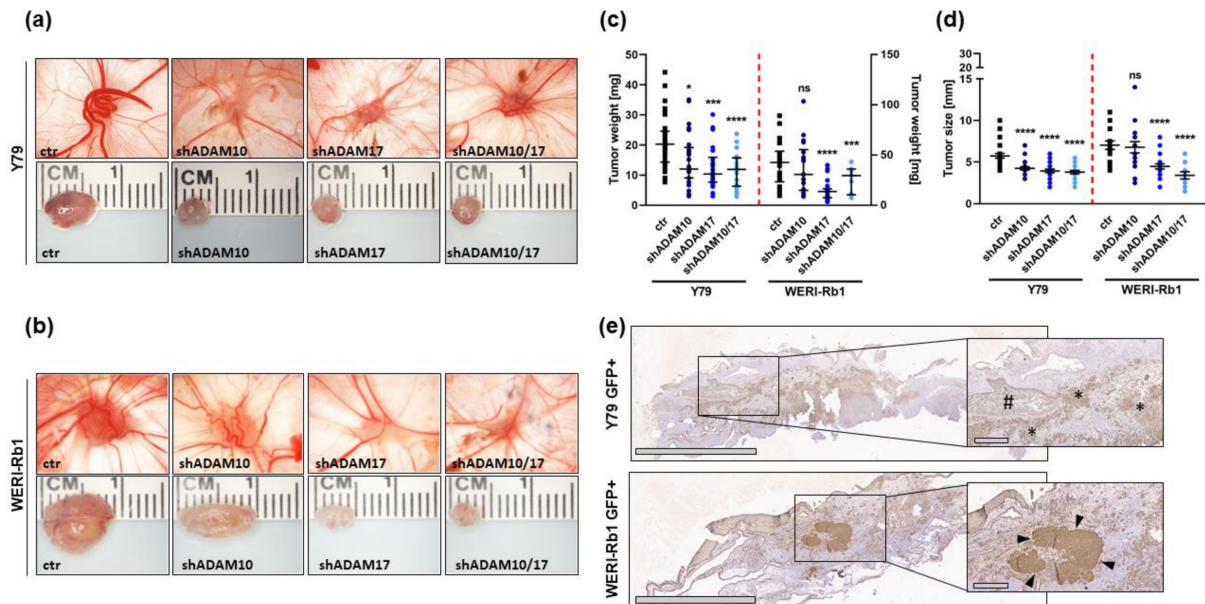 (a)
Y79
ctr
shADAM10
shADAM17
shADAM10/17
CM 1
CM 1
CM 1
CM 1
ctr
shADAM10
shADAM17
shADAM10/17
(b)
WERI-Rb1
ctr
shADAM10
shADAM17
shADAM10/17
CM 1
CM 1
CM 1
CM 1
ctr
shADAM10
shADAM17
shADAM10/17
(c)
Tumor weight [mg]
50
40
30
20
10
0
* *** **** ns **** ***
150
100
50
0
Tumor weight [mg]
ctr
shADAM10
shADAM17
shADAM10/17
ctr
shADAM10
shADAM17
shADAM10/17
Y79 WERI-Rb1
(d)
Tumor size [mm]
30
20
10
5
0
**** **** **** ns **** ****
ctr
shADAM10
shADAM17
shADAM10/17
ctr
shADAM10
shADAM17
shADAM10/17
Y79 WERI-Rb1
(e)
Y79 GFP+
# * * *
WERI-Rb1 GFP+